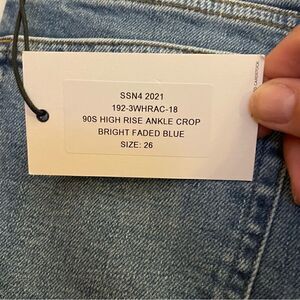 SSN4 2021
192-3WHRAC-18
90S HIGH RISE ANKLE CROP
BRIGHT FADED BLUE
SIZE: 26